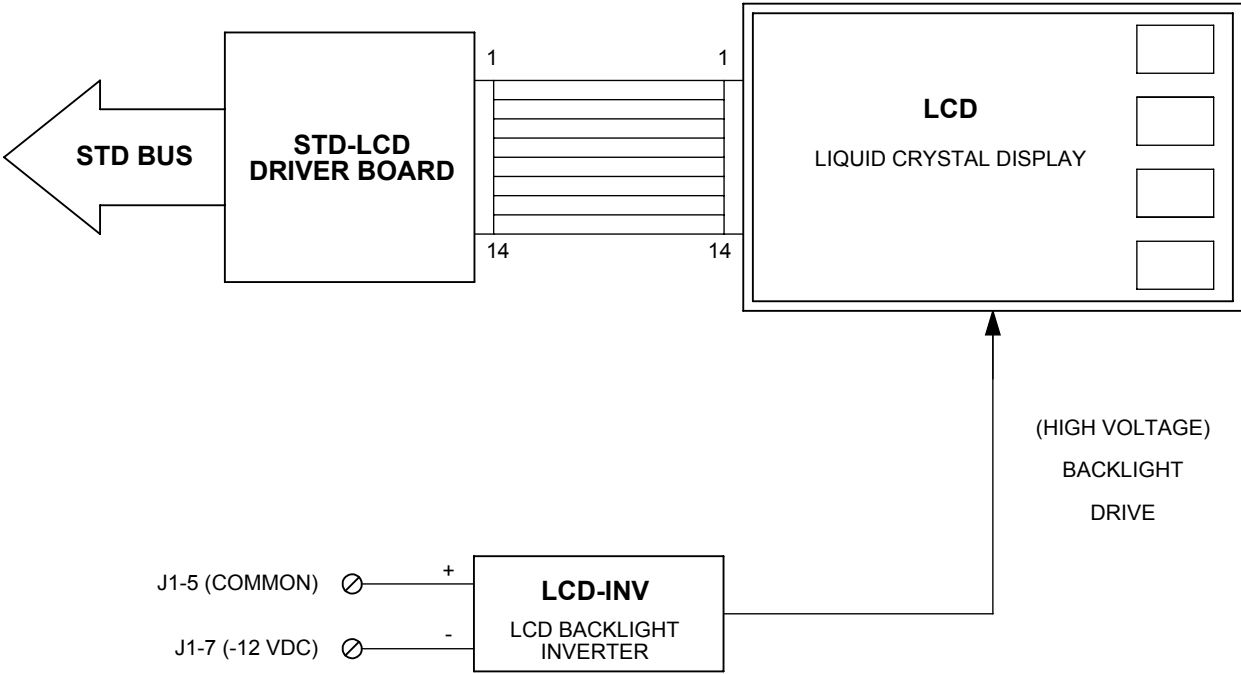 1
1
STD BUS
STD-LCD
DRIVER BOARD
LCD
LIQUID CRYSTAL DISPLAY
14
14
(HIGH VOLTAGE)
BACKLIGHT
DRIVE
J1-5 (COMMON)
+
J1-7 (-12 VDC)
-
LCD-INV
LCD BACKLIGHT
INVERTER